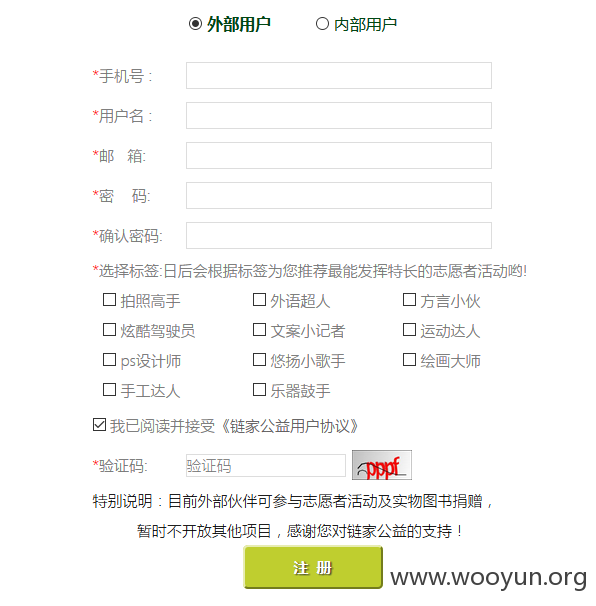 外部用户 内部用户
*手机号：
*用户名：
*邮 箱:
*密 码:
*确认密码:
*选择标签:日后会根据标签为您推荐最能发挥特长的志愿者活动哟!
拍照高手 外语超人 方言小伙
炫酷驾驶员 文案小记者 运动达人
ps设计师 悠扬小歌手 绘画大师
手工达人 乐器鼓手
我已阅读并接受《链家公益用户协议》
*验证码: 验证码 pppf
特别说明：目前外部伙伴可参与志愿者活动及实物图书捐赠，
暂时不开放其他项目，感谢您对链家公益的支持！
注 册
www.wooyun.org